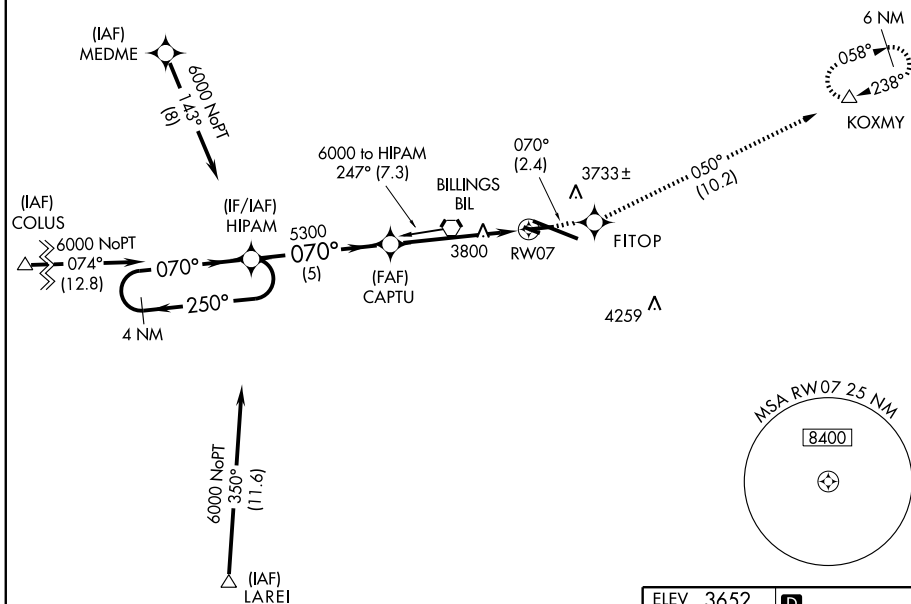 (IAF)
MEDME
6000 NoPT
143°
(8)
6 NM
058°
238°
KOXMY
6000 to HIPAM
247° (7.3)
BILLINGS
BIL
070°
(2.4)
3733 ±
050°
(10.2)
(IAF)
COLUS
6000 NoPT
074°
(12.8)
(IF/IAF)
HIPAM
070°
250°
4 NM
5300
070°
(5)
(FAF)
CAPTU
3800
RW07
FITOP
4259
6000 NoPT
350°
(11.6)
(IAF)
LAREI
MSA RW07 25 NM
8400
ELEV 3652 D